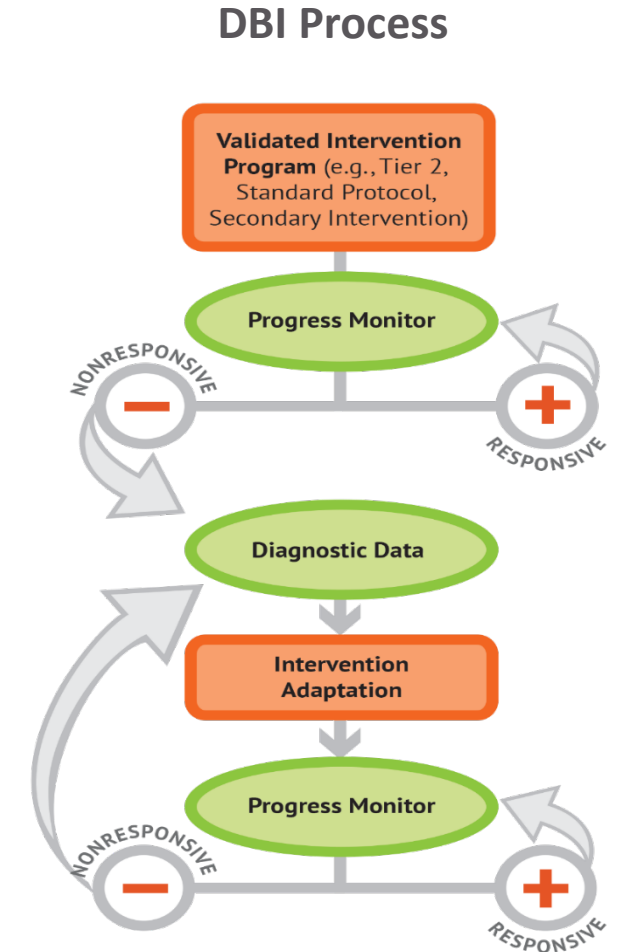 DBI Process
Validated Intervention
Program (e.g., Tier 2,
Standard Protocol,
Secondary Intervention)
Progress Monitor
NONRESPONSIVE
RESPONSIVE
Diagnostic Data
Intervention
Adaptation
Progress Monitor
NONRESPONSIVE
RESPONSIVE